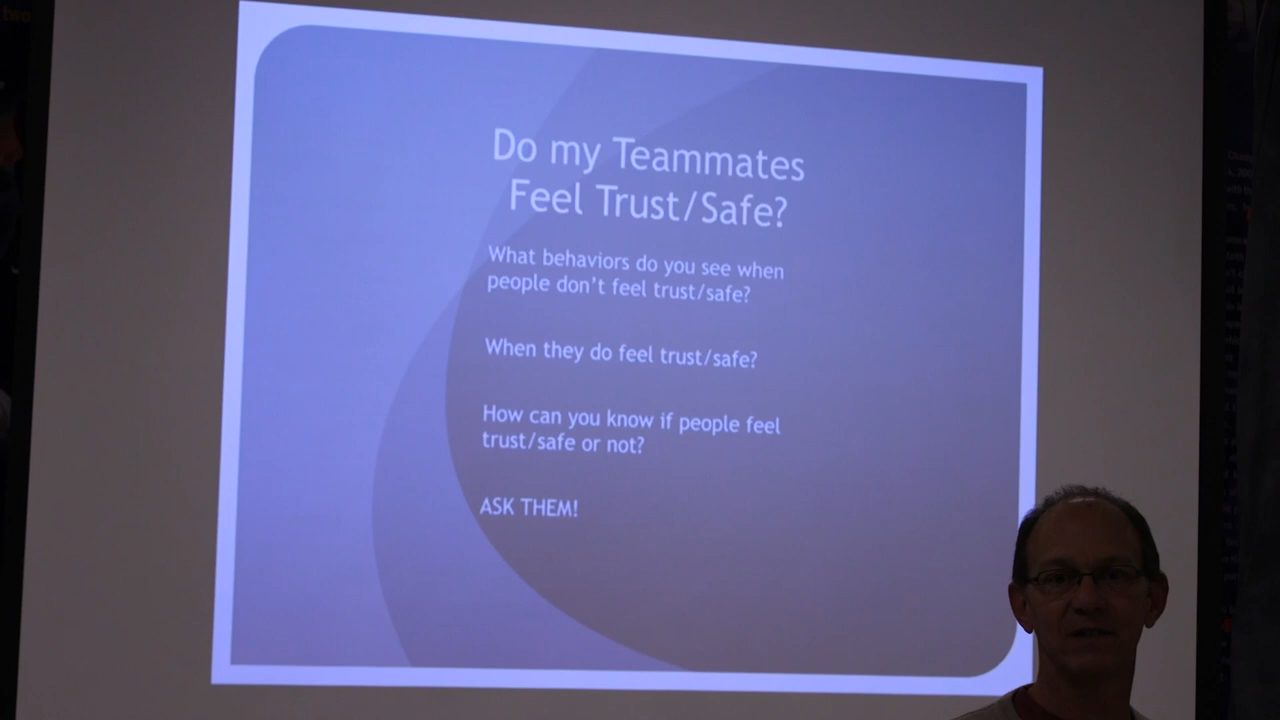 Do my Teammates
Feel Trust/Safe?
What behaviors do you see when
people don't feel trust/safe?
When they do feel trust/safe?
How can you know if people feel
trust/safe or not?
ASK THEM!
two